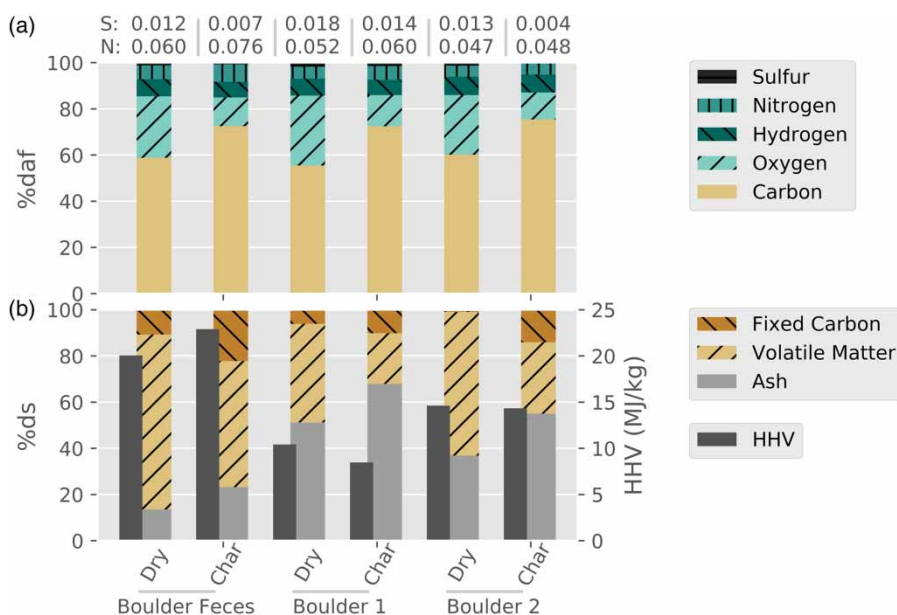 (a)
S: 0.012 0.007 0.018 0.014 0.013 0.004
N: 0.060 0.076 0.052 0.060 0.047 0.048
100
80
60
40
20
0
%daf
Sulfur
Nitrogen
Hydrogen
Oxygen
Carbon
(b)
100
80
60
40
20
0
%ds
25
20
15
10
5
0
HHV (MJ/kg)
Fixed Carbon
Volatile Matter
Ash
HHV
Dry Char Dry Char Dry Char
Boulder Feces Boulder 1 Boulder 2